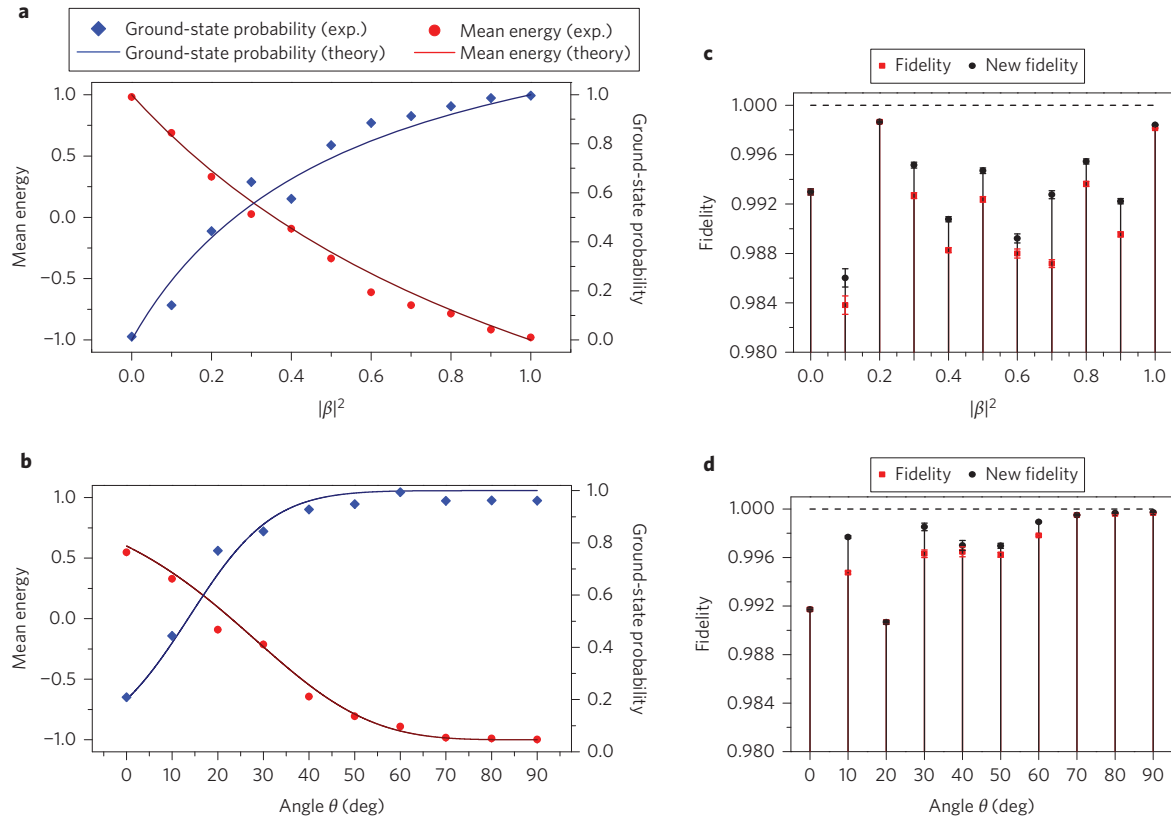 a
Ground-state probability (exp.)
Mean energy (exp.)
Ground-state probability (theory)
Mean energy (theory)
1.0
0.5
0.0
−0.5
−1.0
Mean energy
1.0
0.8
0.6
0.4
0.2
0.0
Ground-state probability
0.0 0.2 0.4 0.6 0.8 1.0
|β|²
c
Fidelity New fidelity
1.000
0.996
0.992
0.988
0.984
0.980
Fidelity
0.0 0.2 0.4 0.6 0.8 1.0
|β|²
b
1.0
0.5
0.0
−0.5
−1.0
Mean energy
1.0
0.8
0.6
0.4
0.2
0.0
Ground-state probability
0 10 20 30 40 50 60 70 80 90
Angle θ (deg)
d
Fidelity New fidelity
1.000
0.996
0.992
0.988
0.984
0.980
Fidelity
0 10 20 30 40 50 60 70 80 90
Angle θ (deg)